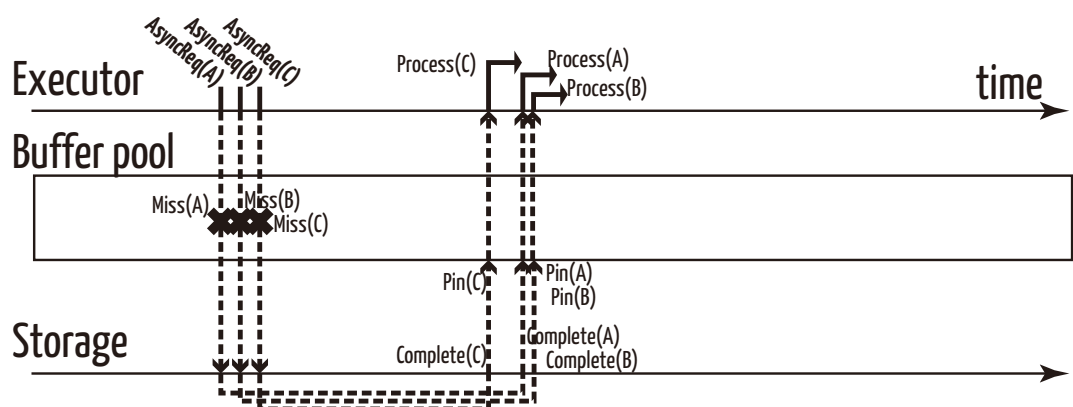 AsyncReq(A)
AsyncReq(B)
AsyncReq(C)
Executor
Process(C)
Process(A)
Process(B)
time
Buffer pool
Miss(A)
Miss(B)
Miss(C)
Pin(C)
Pin(A)
Pin(B)
Storage
Complete(C)
Complete(A)
Complete(B)